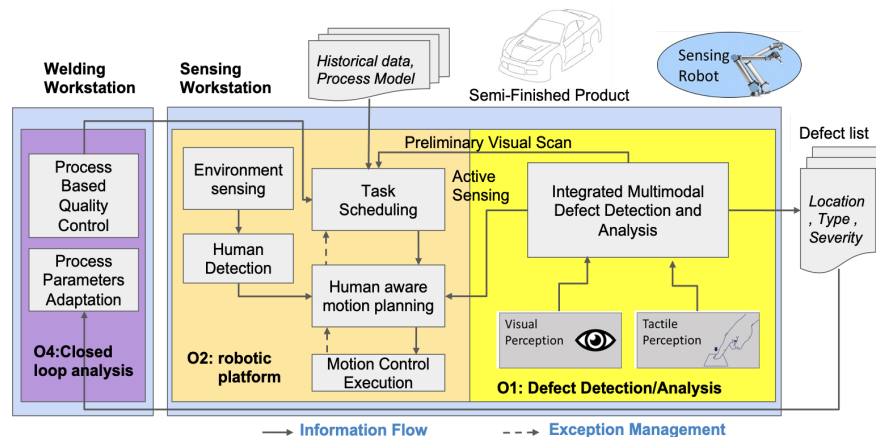 Welding
Workstation
Sensing
Workstation
Historical data,
Process Model
Semi-Finished Product
Sensing
Robot
Preliminary Visual Scan
Defect list
Process
Based
Quality
Control
Environment
sensing
Task
Scheduling
Active
Sensing
Integrated Multimodal
Defect Detection and
Analysis
Location
, Type ,
Severity
Process
Parameters
Adaptation
Human
Detection
Human aware
motion planning
Visual
Perception
Tactile
Perception
O4:Closed
loop analysis
O2: robotic
platform
Motion Control
Execution
O1: Defect Detection/Analysis
Information Flow
Exception Management